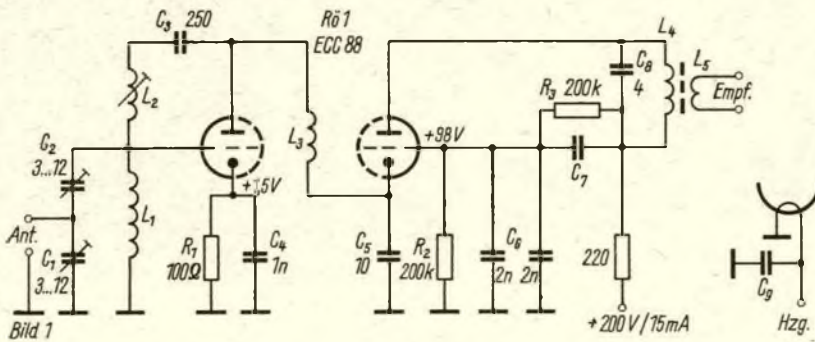 C₃ 250
Rö 1
ECC 88
L₂
C₂
3...12
L₁
Ant.
C₁
3...12
Bild 1
+1,5V
R₁
100Ω
C₄
1n
L₃
C₅
10
+98V
R₂
200k
C₆
2n
2n
R₃ 200k
C₇
C₈
4
L₄
L₅
Empf.
220
+200V/15mA
C₉
Hzg.